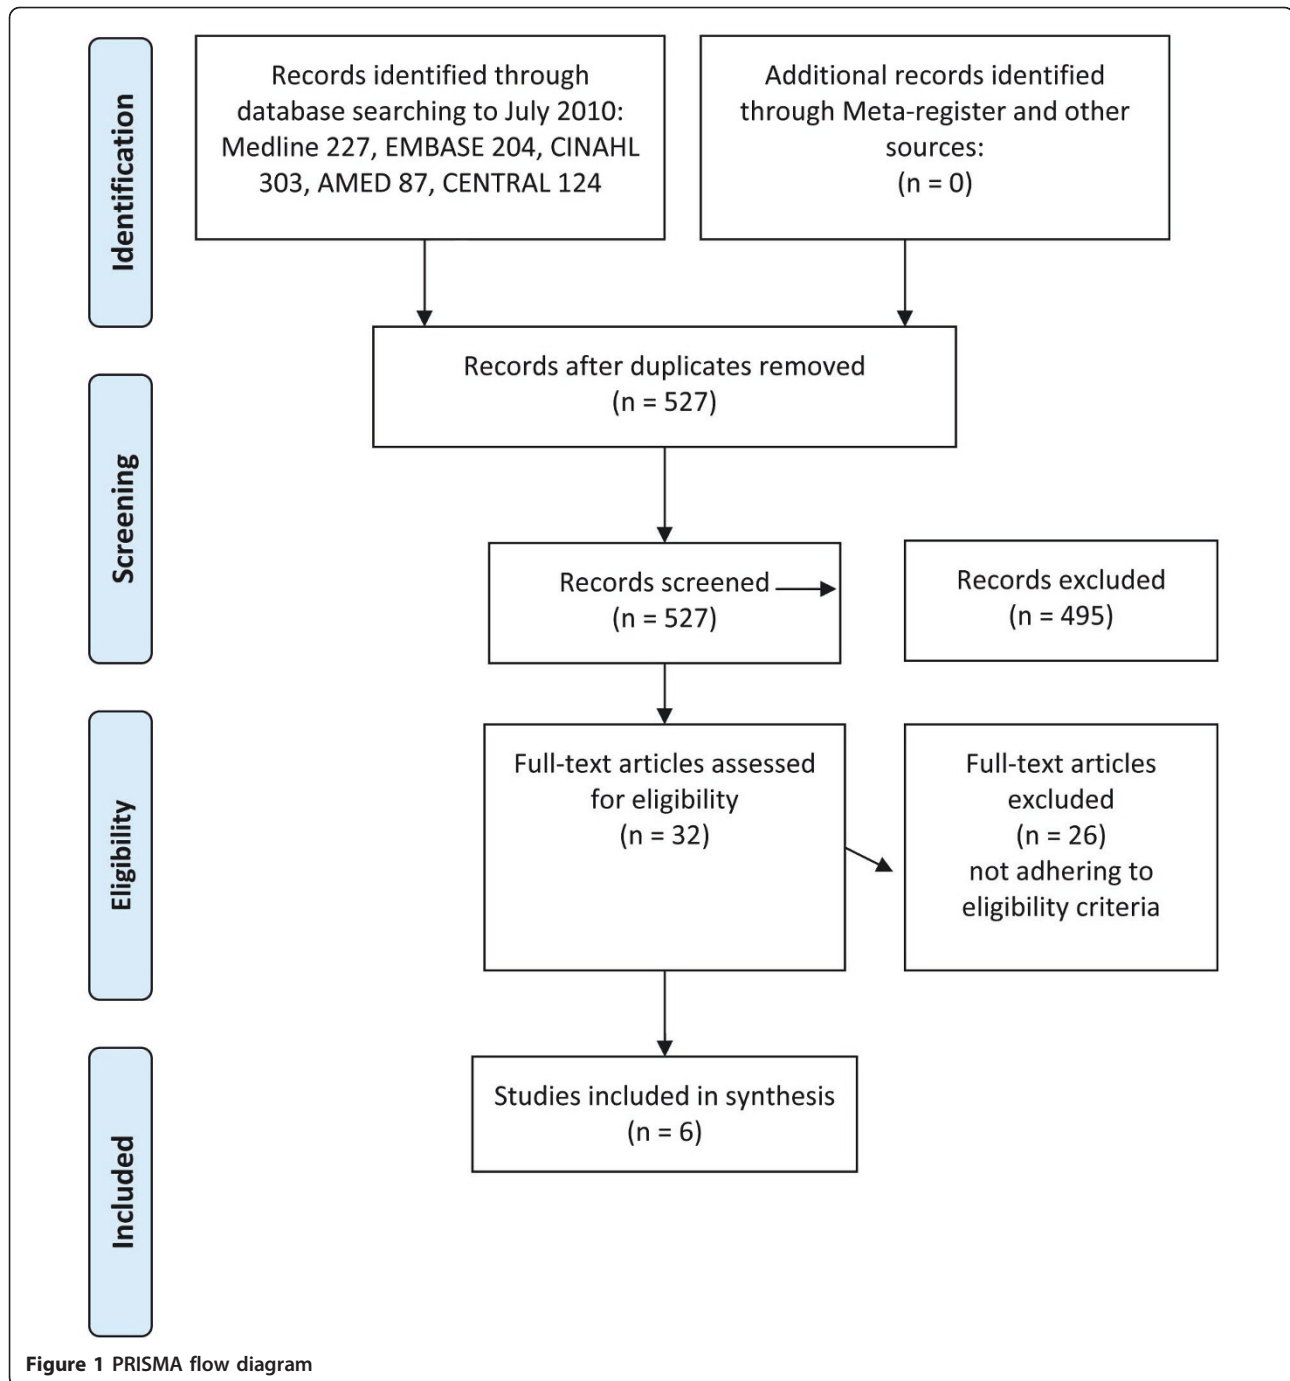 Identification
Records identified through
database searching to July 2010:
Medline 227, EMBASE 204, CINAHL
303, AMED 87, CENTRAL 124
Additional records identified
through Meta-register and other
sources:
(n = 0)
Records after duplicates removed
(n = 527)
Screening
Records screened
(n = 527)
Records excluded
(n = 495)
Eligibility
Full-text articles assessed
for eligibility
(n = 32)
Full-text articles
excluded
(n = 26)
not adhering to
eligibility criteria
Included
Studies included in synthesis
(n = 6)
Figure 1 PRISMA flow diagram